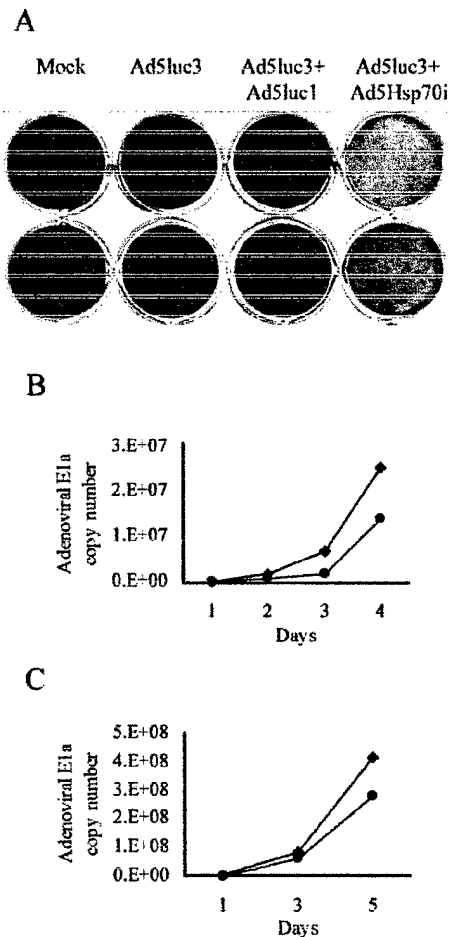 A
Mock Ad5luc3 Ad5luc3+ Ad5luc3+
Ad5luc1 Ad5Hsp70i
B
Adenoviral E1a
copy number
3.E+07
2.E+07
1.E+07
0.E+00
1 2 3 4
Days
C
Adenoviral E1a
copy number
5.E+08
4.E+08
3.E+08
2.E+08
1.E+08
0.E+00
1 3 5
Days